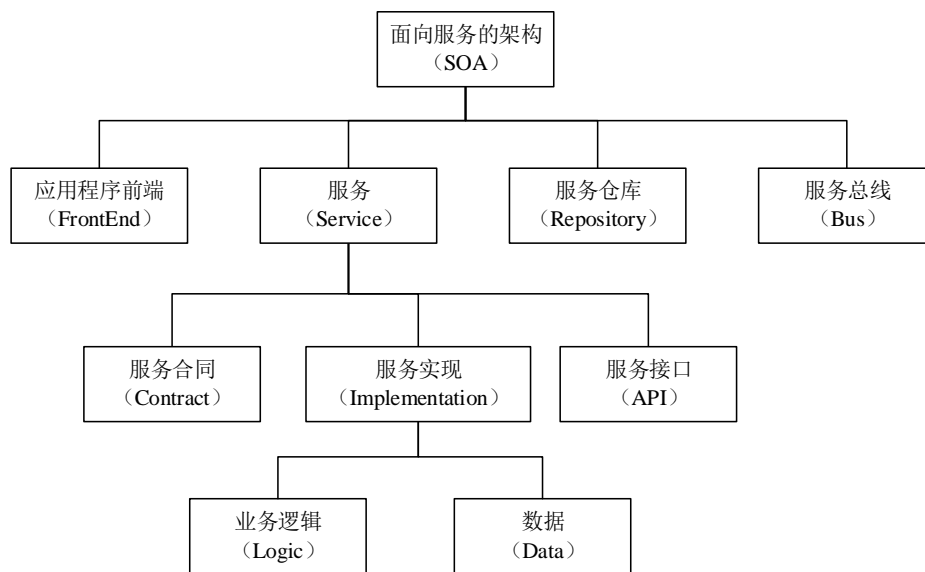 面向服务的架构
（SOA）
应用程序前端
（FrontEnd）
服务
（Service）
服务仓库
（Repository）
服务总线
（Bus）
服务合同
（Contract）
服务实现
（Implementation）
服务接口
（API）
业务逻辑
（Logic）
数据
（Data）